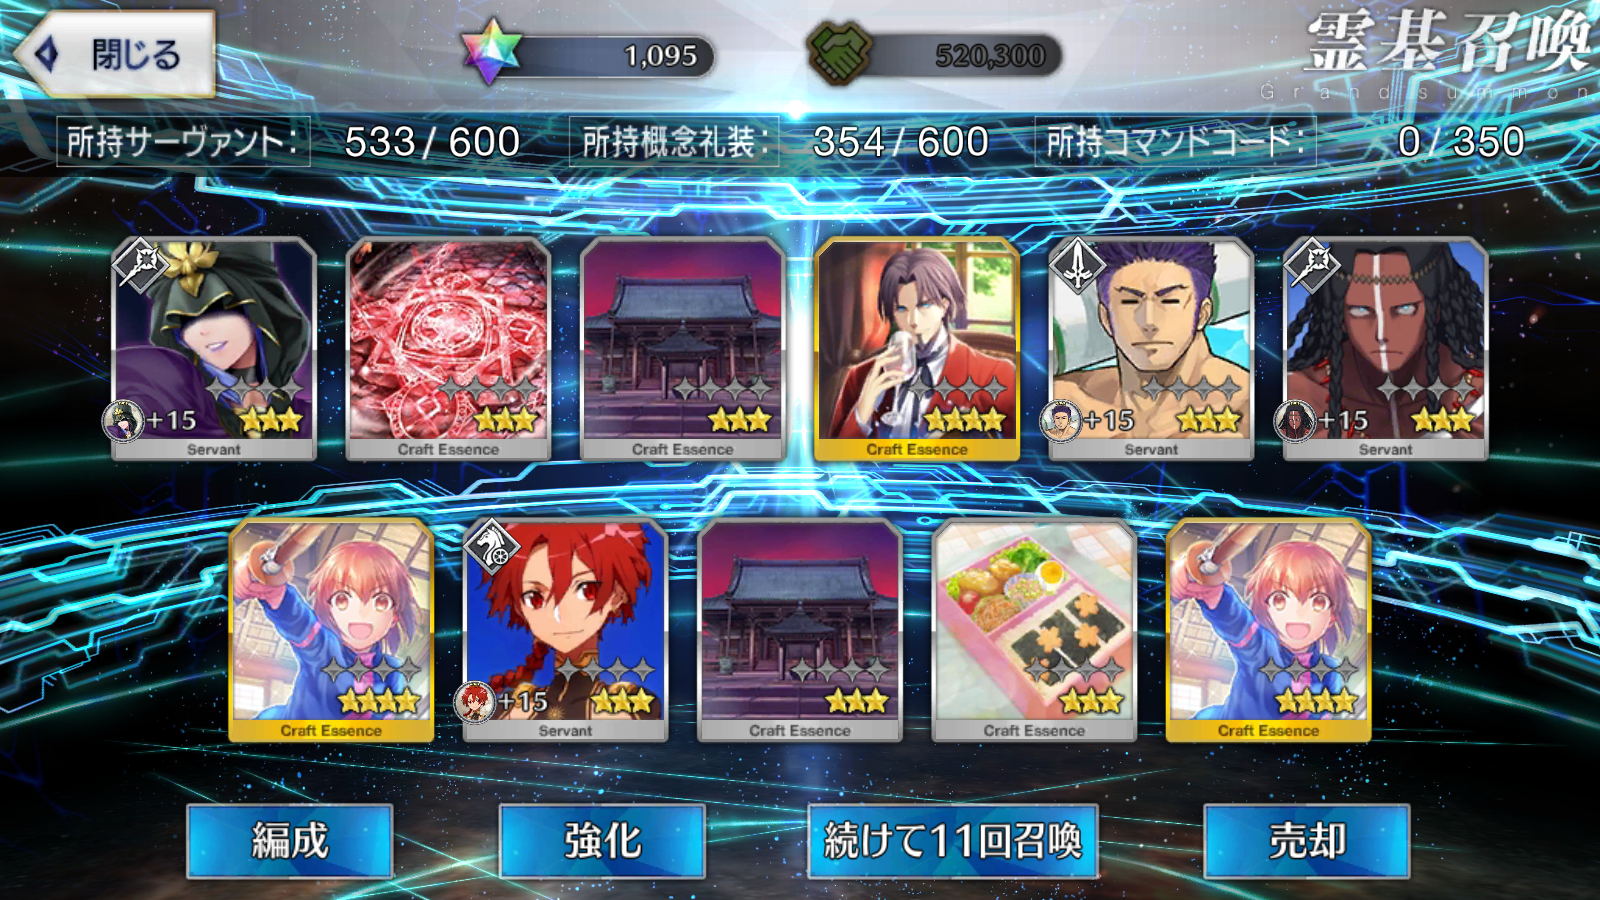 閉じる
1,095
520,300
霊基召喚
Grand summon
所持サーヴァント: 533 / 600
所持概念礼装: 354 / 600
所持コマンドコード: 0 / 350
+15
+15
+15
Servant
Craft Essence
Craft Essence
Craft Essence
Servant
Servant
+15
Craft Essence
Servant
Craft Essence
Craft Essence
Craft Essence
編成
強化
続けて11回召喚
売却